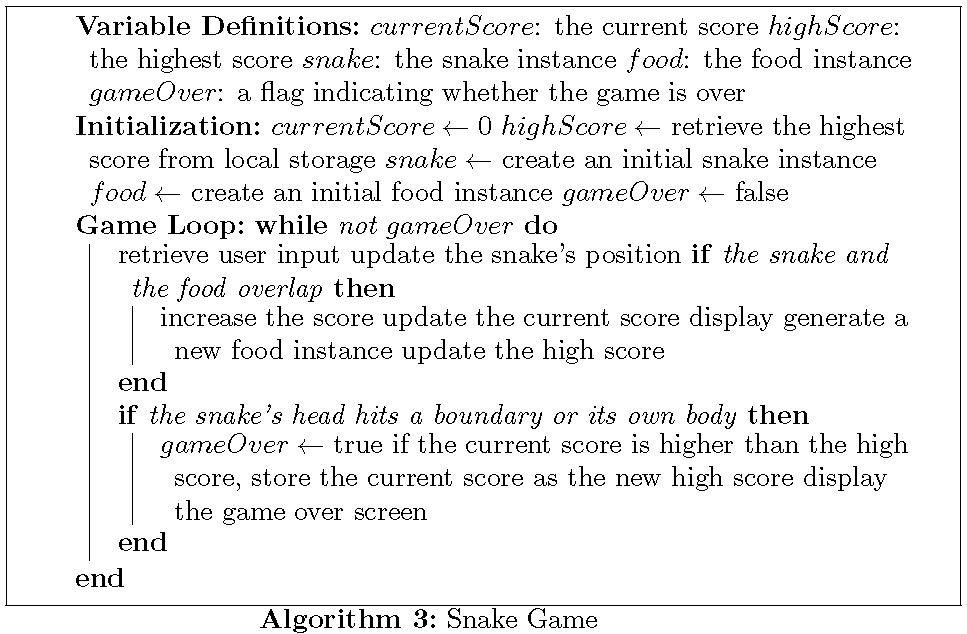 Variable Definitions: currentScore: the current score highScore:
the highest score snake: the snake instance food: the food instance
gameOver: a flag indicating whether the game is over
Initialization: currentScore ← 0 highScore ← retrieve the highest
score from local storage snake ← create an initial snake instance
food ← create an initial food instance gameOver ← false
Game Loop: while not gameOver do
retrieve user input update the snake's position if the snake and
the food overlap then
increase the score update the current score display generate a
new food instance update the high score
end
if the snake's head hits a boundary or its own body then
gameOver ← true if the current score is higher than the high
score, store the current score as the new high score display
the game over screen
end
end
Algorithm 3: Snake Game